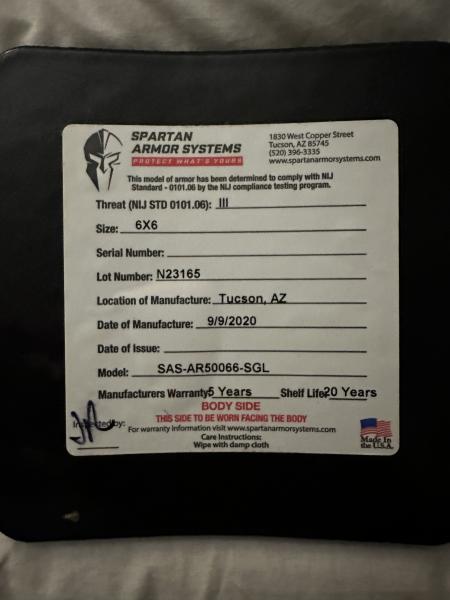 SPARTAN
ARMOR SYSTEMS
PROTECT WHAT'S YOURS
1830 West Copper Street
Tucson, AZ 85745
(520) 396-3335
www.spartanarmorsystems.com
This model of armor has been determined to comply with NIJ
Standard - 0101.06 by the NIJ compliance testing program.
Threat (NIJ STD 0101.06): III
Size: 6X6
Serial Number:
Lot Number: N23165
Location of Manufacture: Tucson, AZ
Date of Manufacture: 9/9/2020
Date of Issue:
Model: SAS-AR50066-SGL
Manufacturers Warranty 5 Years Shelf Life 20 Years
BODY SIDE
THIS SIDE TO BE WORN FACING THE BODY
Inspected by:
For warranty information visit www.spartanarmorsystems.com
Care Instructions:
Wipe with damp cloth
Made In
the U.S.A.